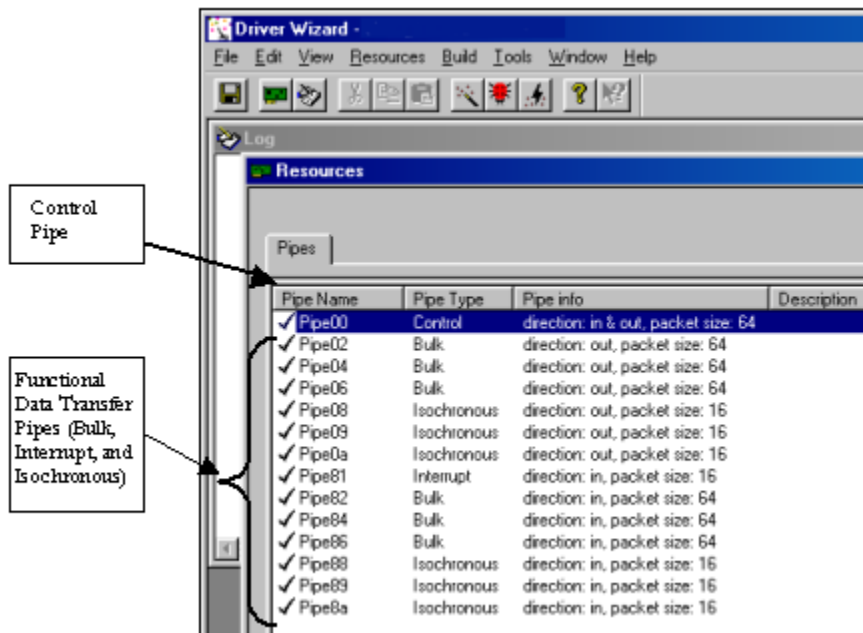 Driver Wizard -
File Edit View Resources Build Tools Window Help
Log
Resources
Control
Pipe
Pipes
Pipe Name Pipe Type Pipe info Description
Pipe00 Control direction: in & out, packet size: 64
Pipe02 Bulk direction: out, packet size: 64
Pipe04 Bulk direction: out, packet size: 64
Pipe06 Bulk direction: out, packet size: 64
Pipe08 Isochronous direction: out, packet size: 16
Pipe09 Isochronous direction: out, packet size: 16
Pipe0a Isochronous direction: out, packet size: 16
Pipe81 Interrupt direction: in, packet size: 16
Pipe82 Bulk direction: in, packet size: 64
Pipe84 Bulk direction: in, packet size: 64
Pipe86 Bulk direction: in, packet size: 64
Pipe88 Isochronous direction: in, packet size: 16
Pipe89 Isochronous direction: in, packet size: 16
Pipe8a Isochronous direction: in, packet size: 16
Functional
Data Transfer
Pipes (Bulk,
Interrupt, and
Isochronous)